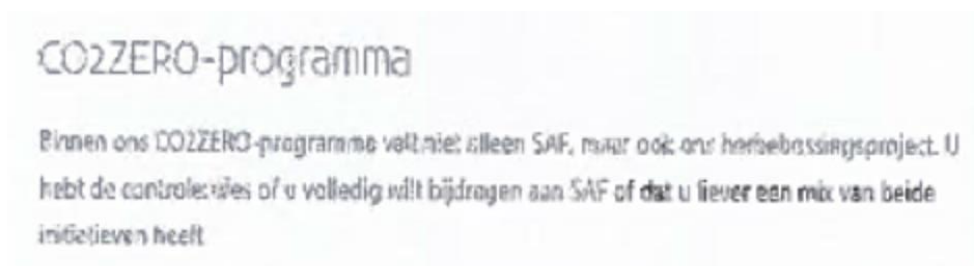 CO2ZERO-programma
Binnen ons CO2ZERO-programma valt niet alleen SAF, maar ook ons herbebossingsproject. U
hebt de controle: kies of u volledig wilt bijdragen aan SAF of dat u liever een mix van beide
initiatieven heeft